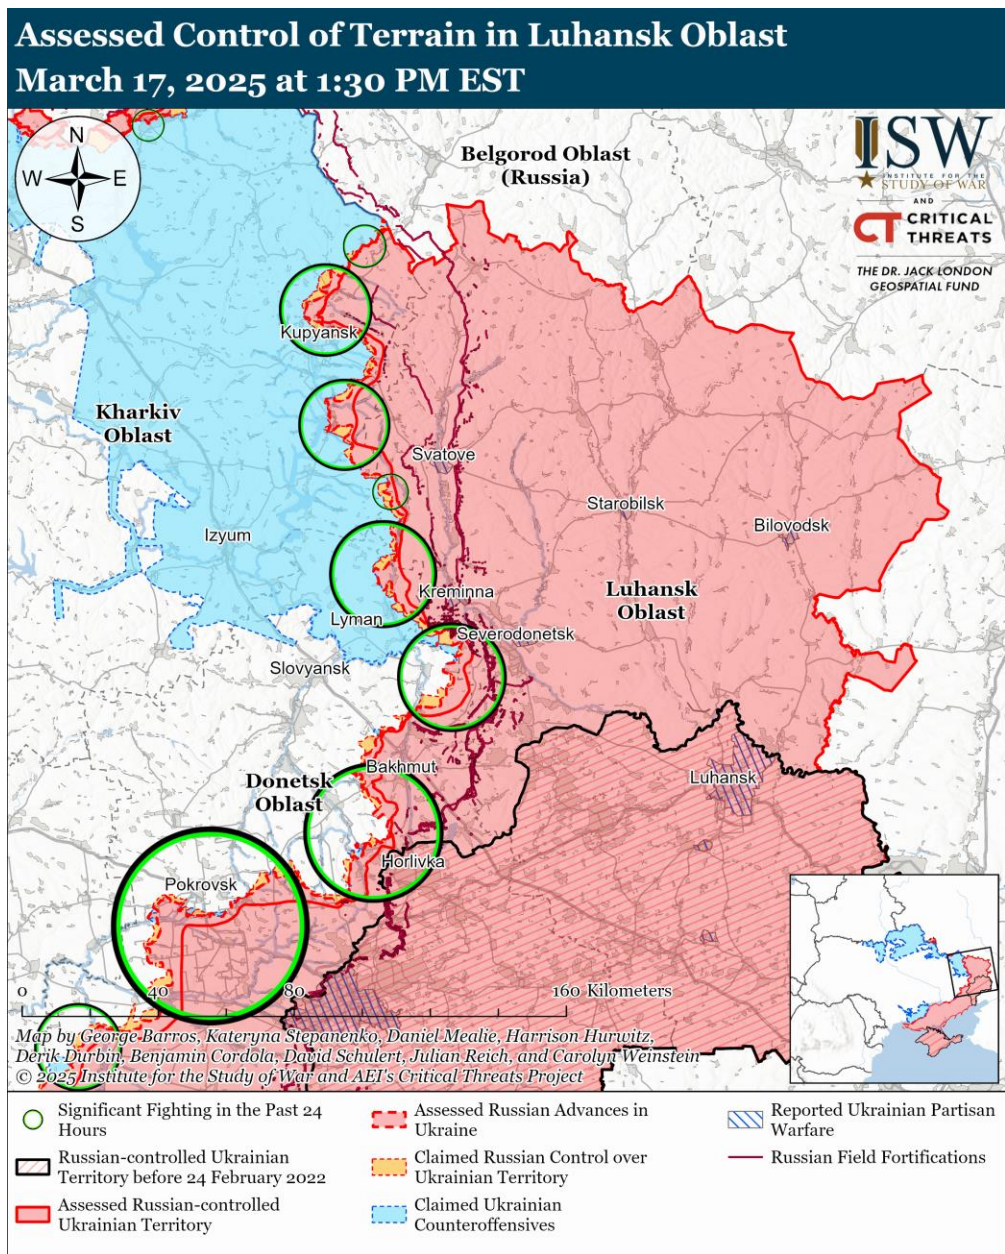 Assessed Control of Terrain in Luhansk Oblast
March 17, 2025 at 1:30 PM EST
N
W E
S
ISW
INSTITUTE FOR THE
STUDY OF WAR
AND
CT CRITICAL
THREATS
THE DR. JACK LONDON
GEOSPATIAL FUND
Belgorod Oblast
(Russia)
Kupyansk
Kharkiv
Oblast
Svatove
Starobilsk
Bilovodsk
Izyum
Kreminna
Luhansk
Oblast
Lyman
Severodonetsk
Slovyansk
Bakhmut
Donetsk
Oblast
Luhansk
Horlivka
Pokrovsk
0 40 80 160 Kilometers
Map by George Barros, Kateryna Stepanenko, Daniel Mealie, Harrison Hurwitz,
Derik Durbin, Benjamin Cordola, David Schulert, Julian Reich, and Carolyn Weinstein
© 2025 Institute for the Study of War and AEI's Critical Threats Project
Significant Fighting in the Past 24
Hours
Russian-controlled Ukrainian
Territory before 24 February 2022
Assessed Russian-controlled
Ukrainian Territory
Assessed Russian Advances in
Ukraine
Claimed Russian Control over
Ukrainian Territory
Claimed Ukrainian
Counteroffensives
Reported Ukrainian Partisan
Warfare
Russian Field Fortifications